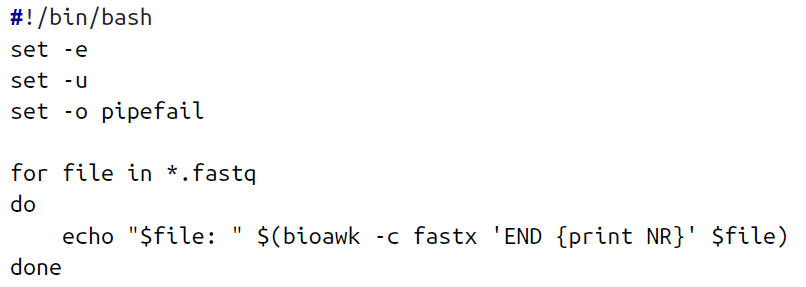 #!/bin/bash
set -e
set -u
set -o pipefail

for file in *.fastq
do
    echo "$file: " $(bioawk -c fastx 'END {print NR}' $file)
done